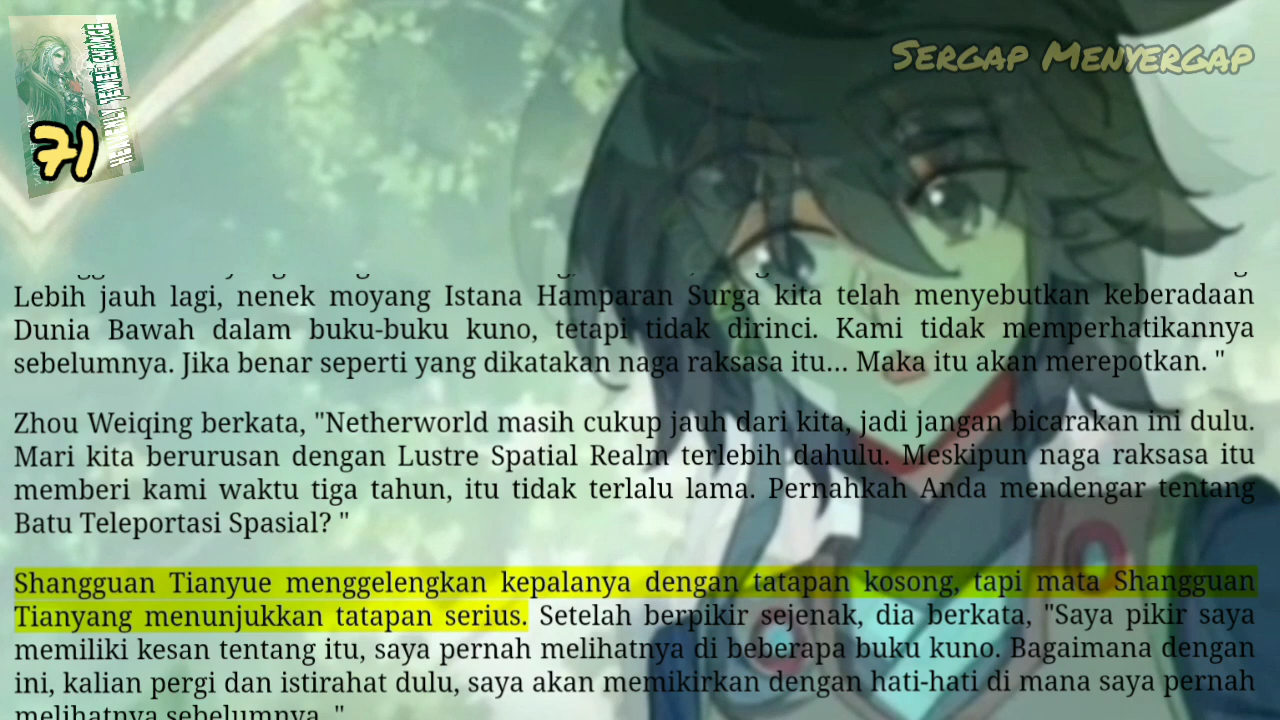 Sergap Menyergap
HEAVENLY JEWEL CHANGE
71
Lebih jauh lagi, nenek moyang Istana Hamparan Surga kita telah menyebutkan keberadaan
Dunia Bawah dalam buku-buku kuno, tetapi tidak dirinci. Kami tidak memperhatikannya
sebelumnya. Jika benar seperti yang dikatakan naga raksasa itu... Maka itu akan merepotkan. "
Zhou Weiqing berkata, "Netherworld masih cukup jauh dari kita, jadi jangan bicarakan ini dulu.
Mari kita berurusan dengan Lustre Spatial Realm terlebih dahulu. Meskipun naga raksasa itu
memberi kami waktu tiga tahun, itu tidak terlalu lama. Pernahkah Anda mendengar tentang
Batu Teleportasi Spasial? "
Shangguan Tianyue menggelengkan kepalanya dengan tatapan kosong, tapi mata Shangguan
Tianyang menunjukkan tatapan serius. Setelah berpikir sejenak, dia berkata, "Saya pikir saya
memiliki kesan tentang itu, saya pernah melihatnya di beberapa buku kuno. Bagaimana dengan
ini, kalian pergi dan istirahat dulu, saya akan memikirkan dengan hati-hati di mana saya pernah
melihatnya sebelumnya. "